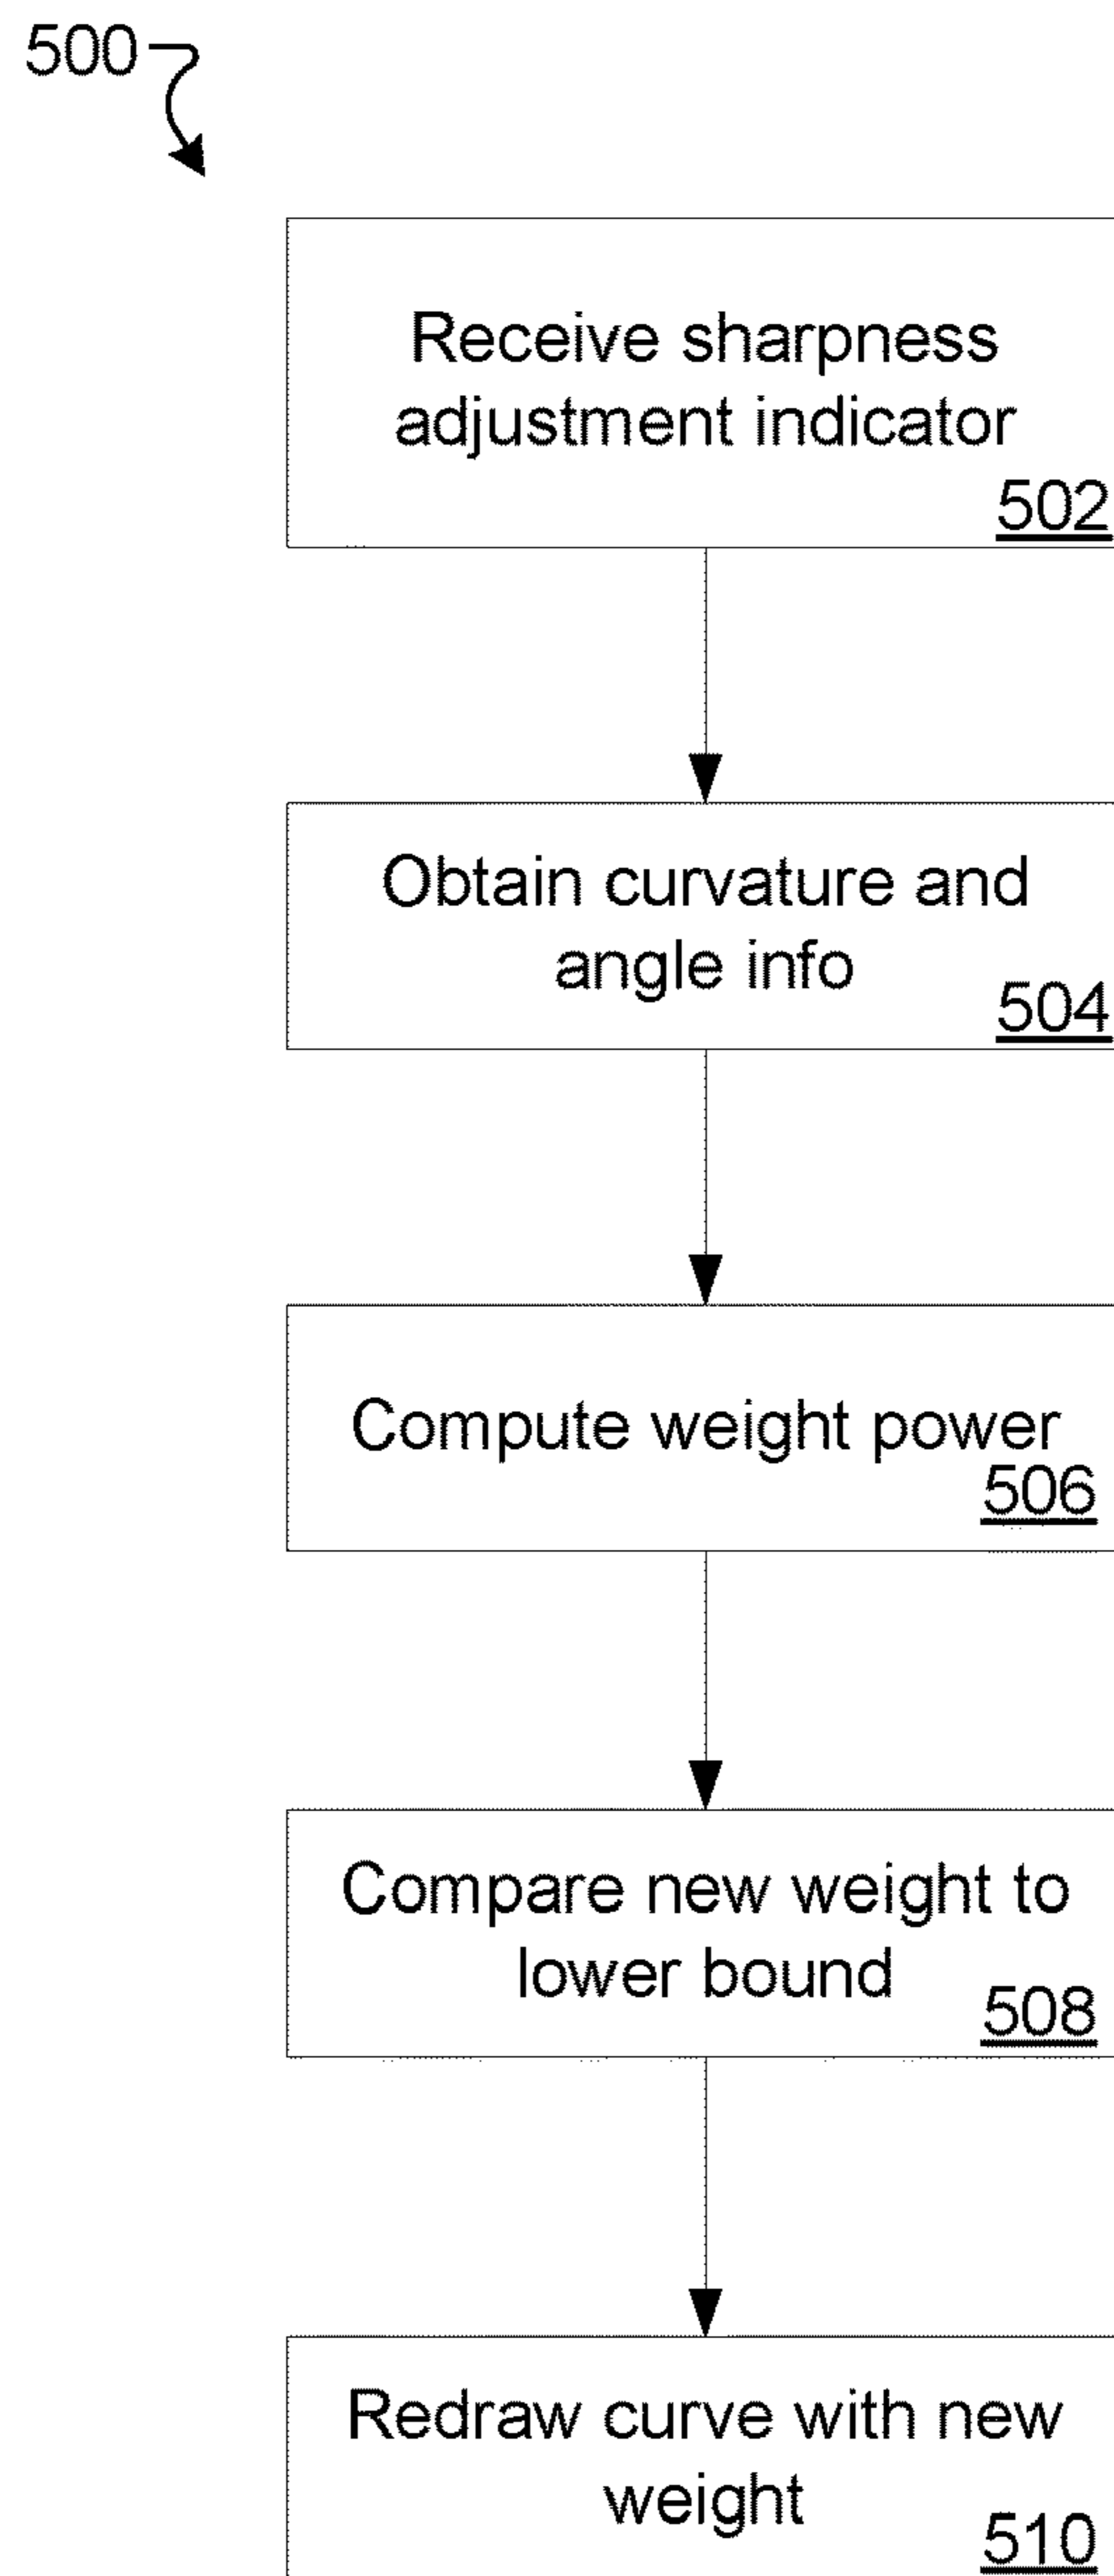 500
Receive sharpness
adjustment indicator
502
Obtain curvature and
angle info
504
Compute weight power
506
Compare new weight to
lower bound
508
Redraw curve with new
weight
510